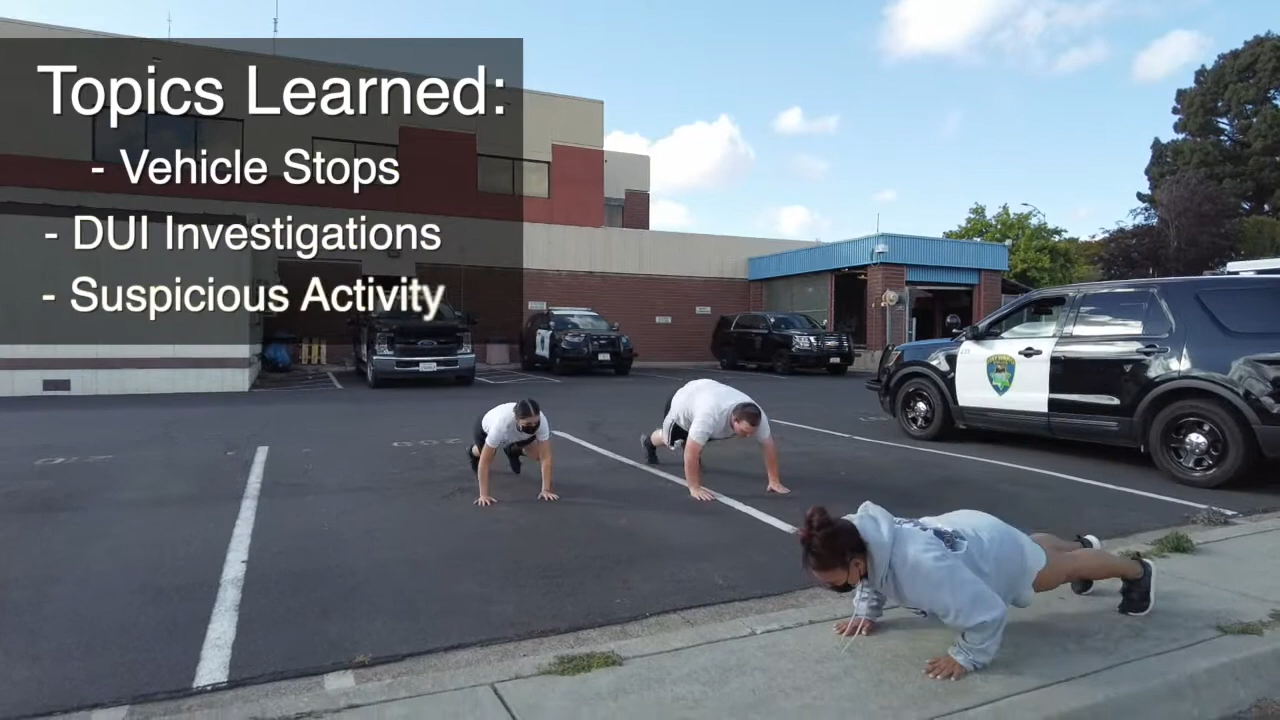 Topics Learned:
- Vehicle Stops
- DUI Investigations
- Suspicious Activity